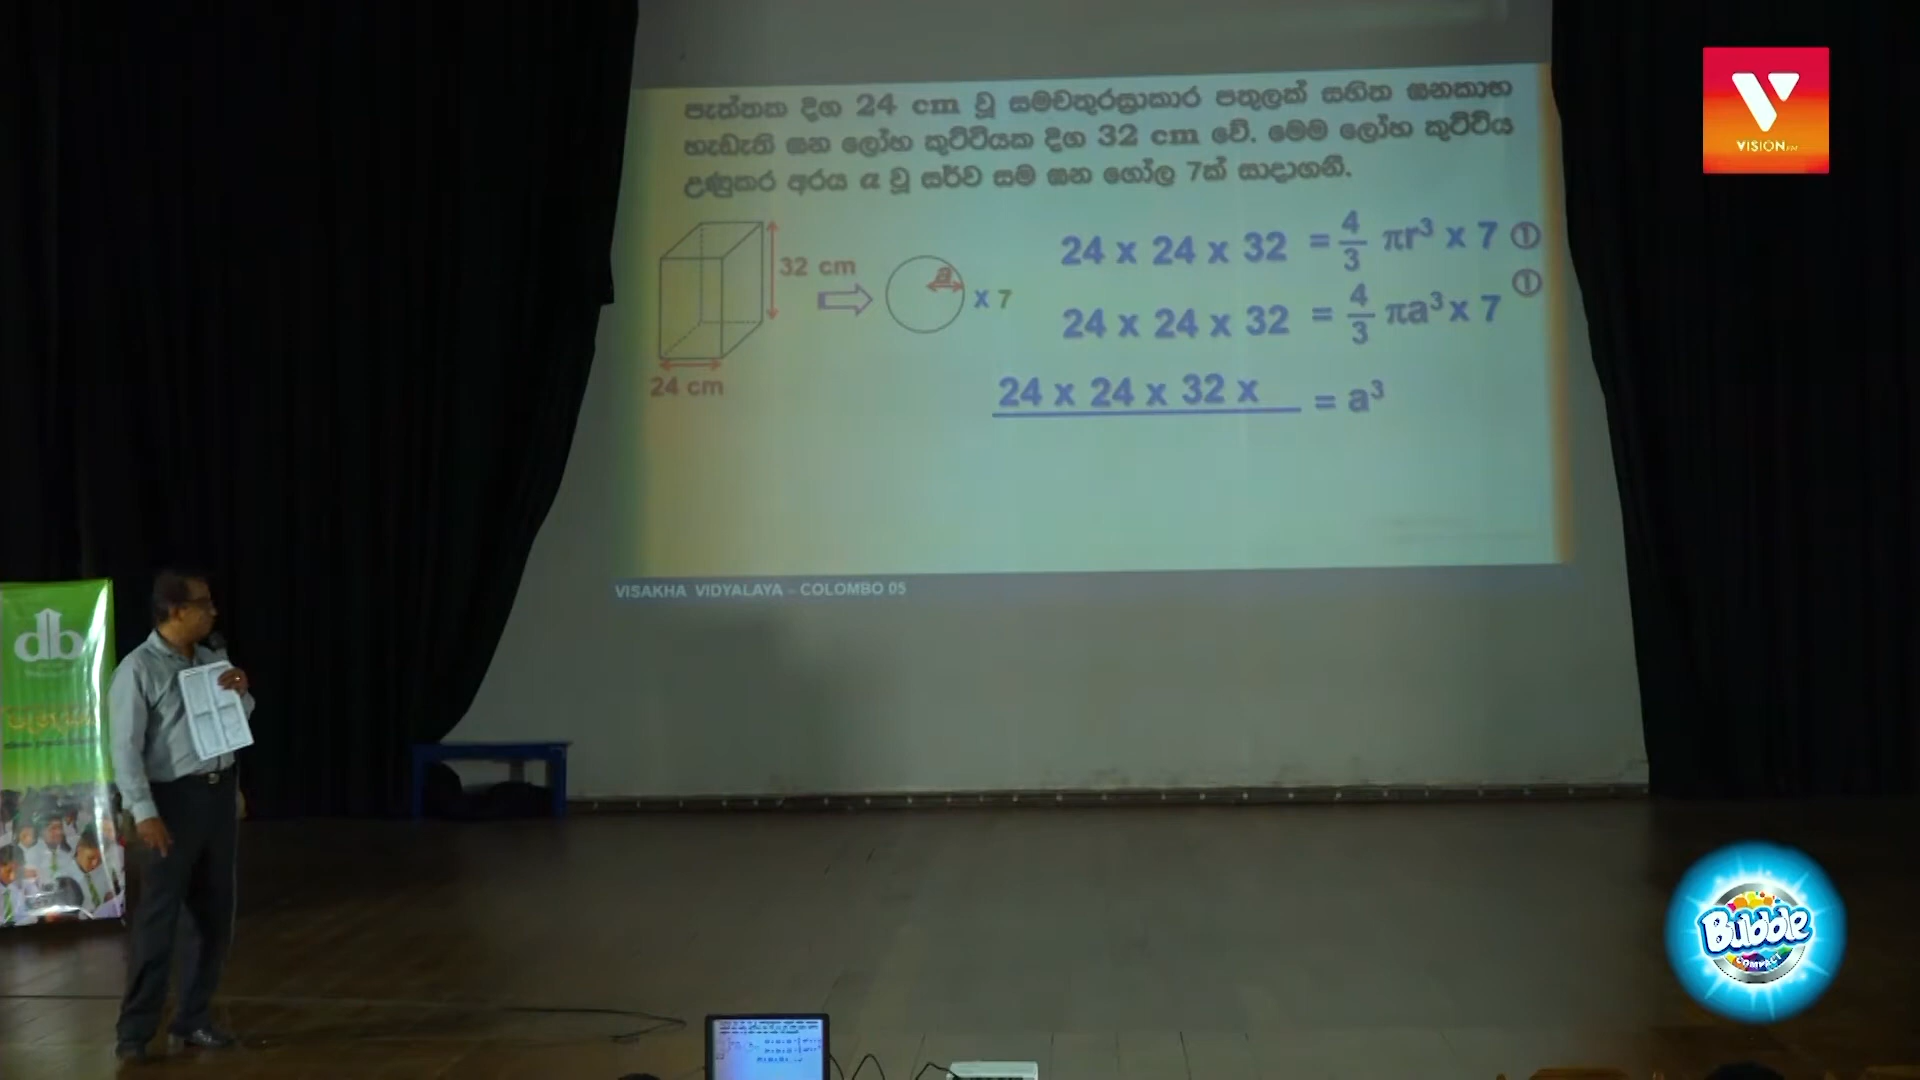 පැත්තක දිග 24 cm වූ සමචතුරස්‍රාකාර පතුලක් සහිත ඝනකාභ
හැඩැති ඝන ලෝහ කුට්ටියක දිග 32 cm වේ. මෙම ලෝහ කුට්ටිය
උණුකර අරය a වූ සර්ව සම ඝන ගෝල 7ක් සාදාගනී.
32 cm
24 cm
a
x 7
24 x 24 x 32 = 4/3 πr³ x 7 ①
①
24 x 24 x 32 = 4/3 πa³ x 7
24 x 24 x 32 x = a³
VISAKHA VIDYALAYA – COLOMBO 05
VISION
db
Bubble
COMPACT